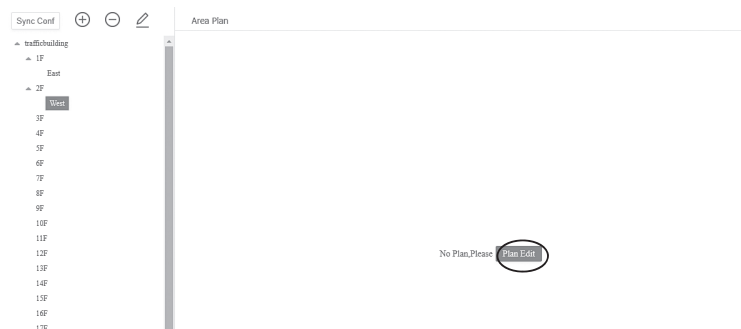 Sync Conf
Area Plan
trafficbuilding
1F
East
2F
West
3F
4F
5F
6F
7F
8F
9F
10F
11F
12F
13F
14F
15F
16F
17F
No Plan,Please Plan Edit